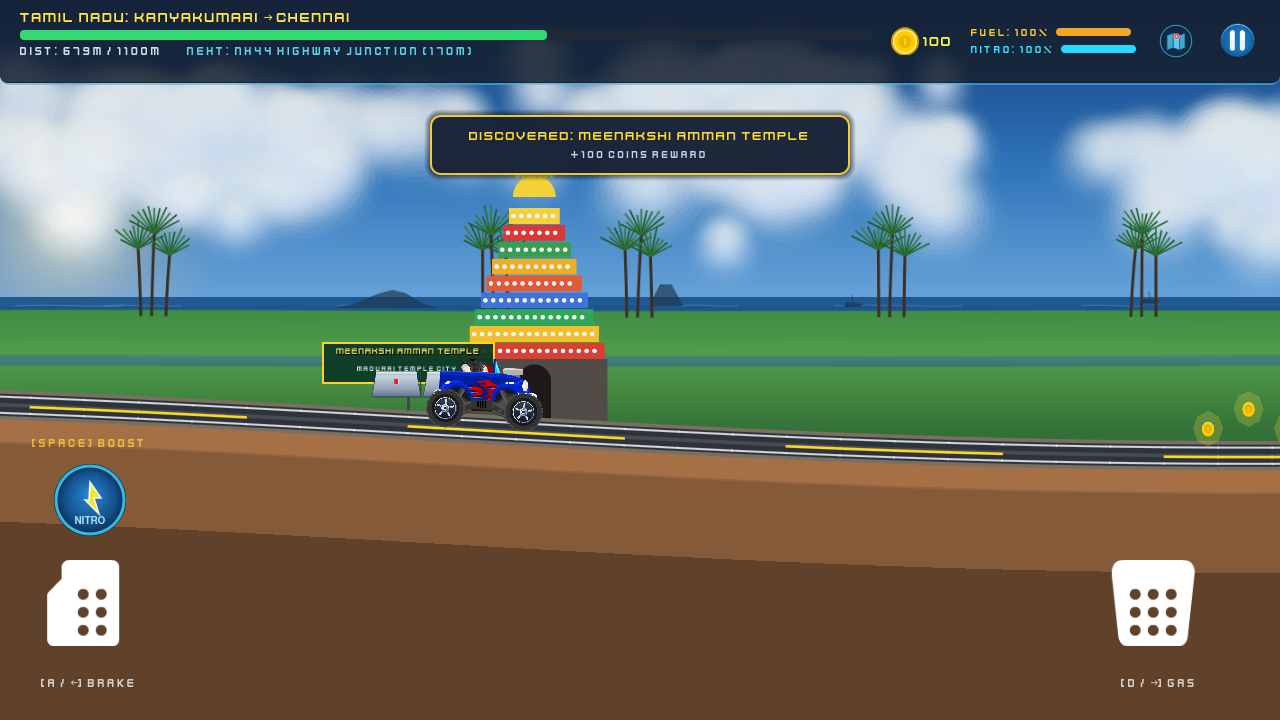 TAMIL NADU: KANYAKUMARI → CHENNAI
DIST: 679M / 1100M
NEXT: NH44 HIGHWAY JUNCTION (170M)
100
FUEL: 100%
NITRO: 100%
DISCOVERED: MEENAKSHI AMMAN TEMPLE
+100 COINS REWARD
MEENAKSHI AMMAN TEMPLE
MADURAI TEMPLE CITY
[SPACE] BOOST
NITRO
[A / ←] BRAKE
[D / →] GAS